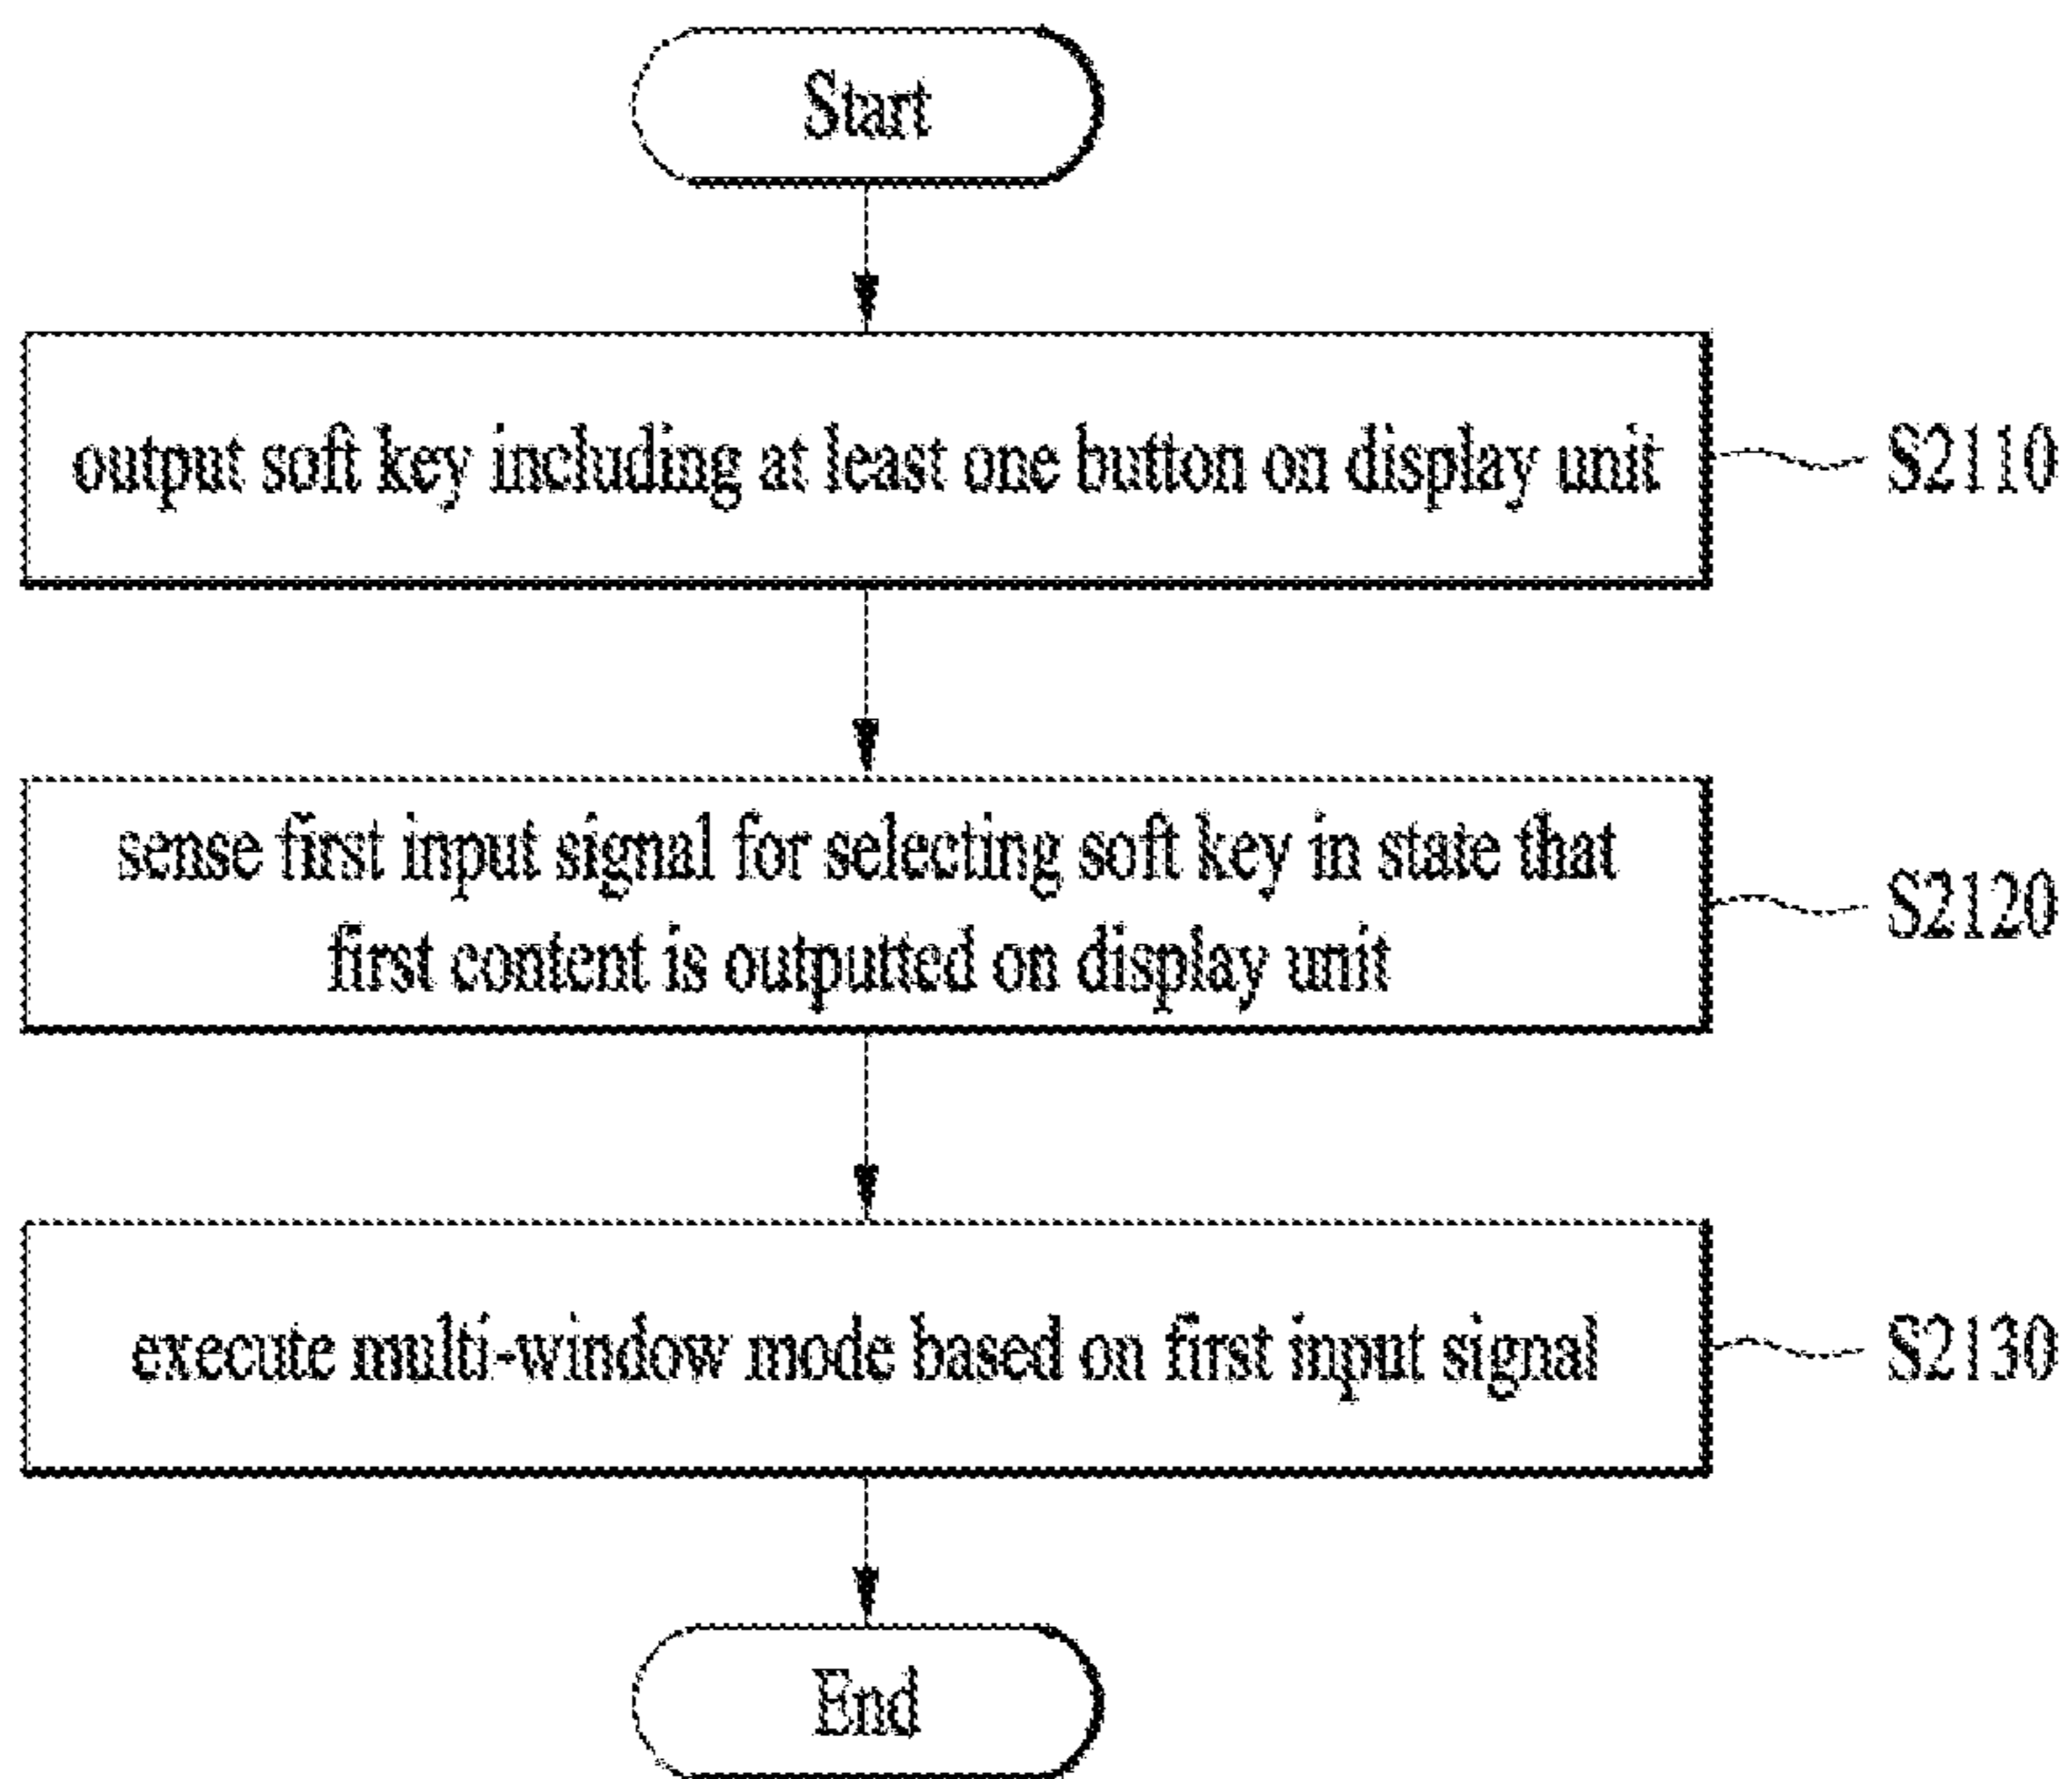 Start
output soft key including at least one button on display unit
S2110
sense first input signal for selecting soft key in state that
first content is outputted on display unit
S2120
execute multi-window mode based on first input signal
S2130
End